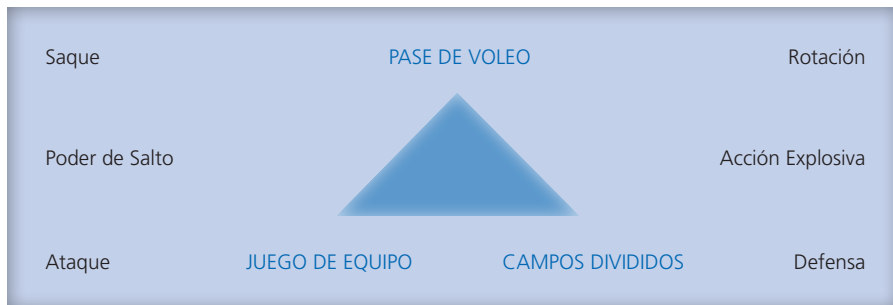 Saque PASE DE VOLEO Rotación
Poder de Salto Acción Explosiva
Ataque JUEGO DE EQUIPO CAMPOS DIVIDIDOS Defensa